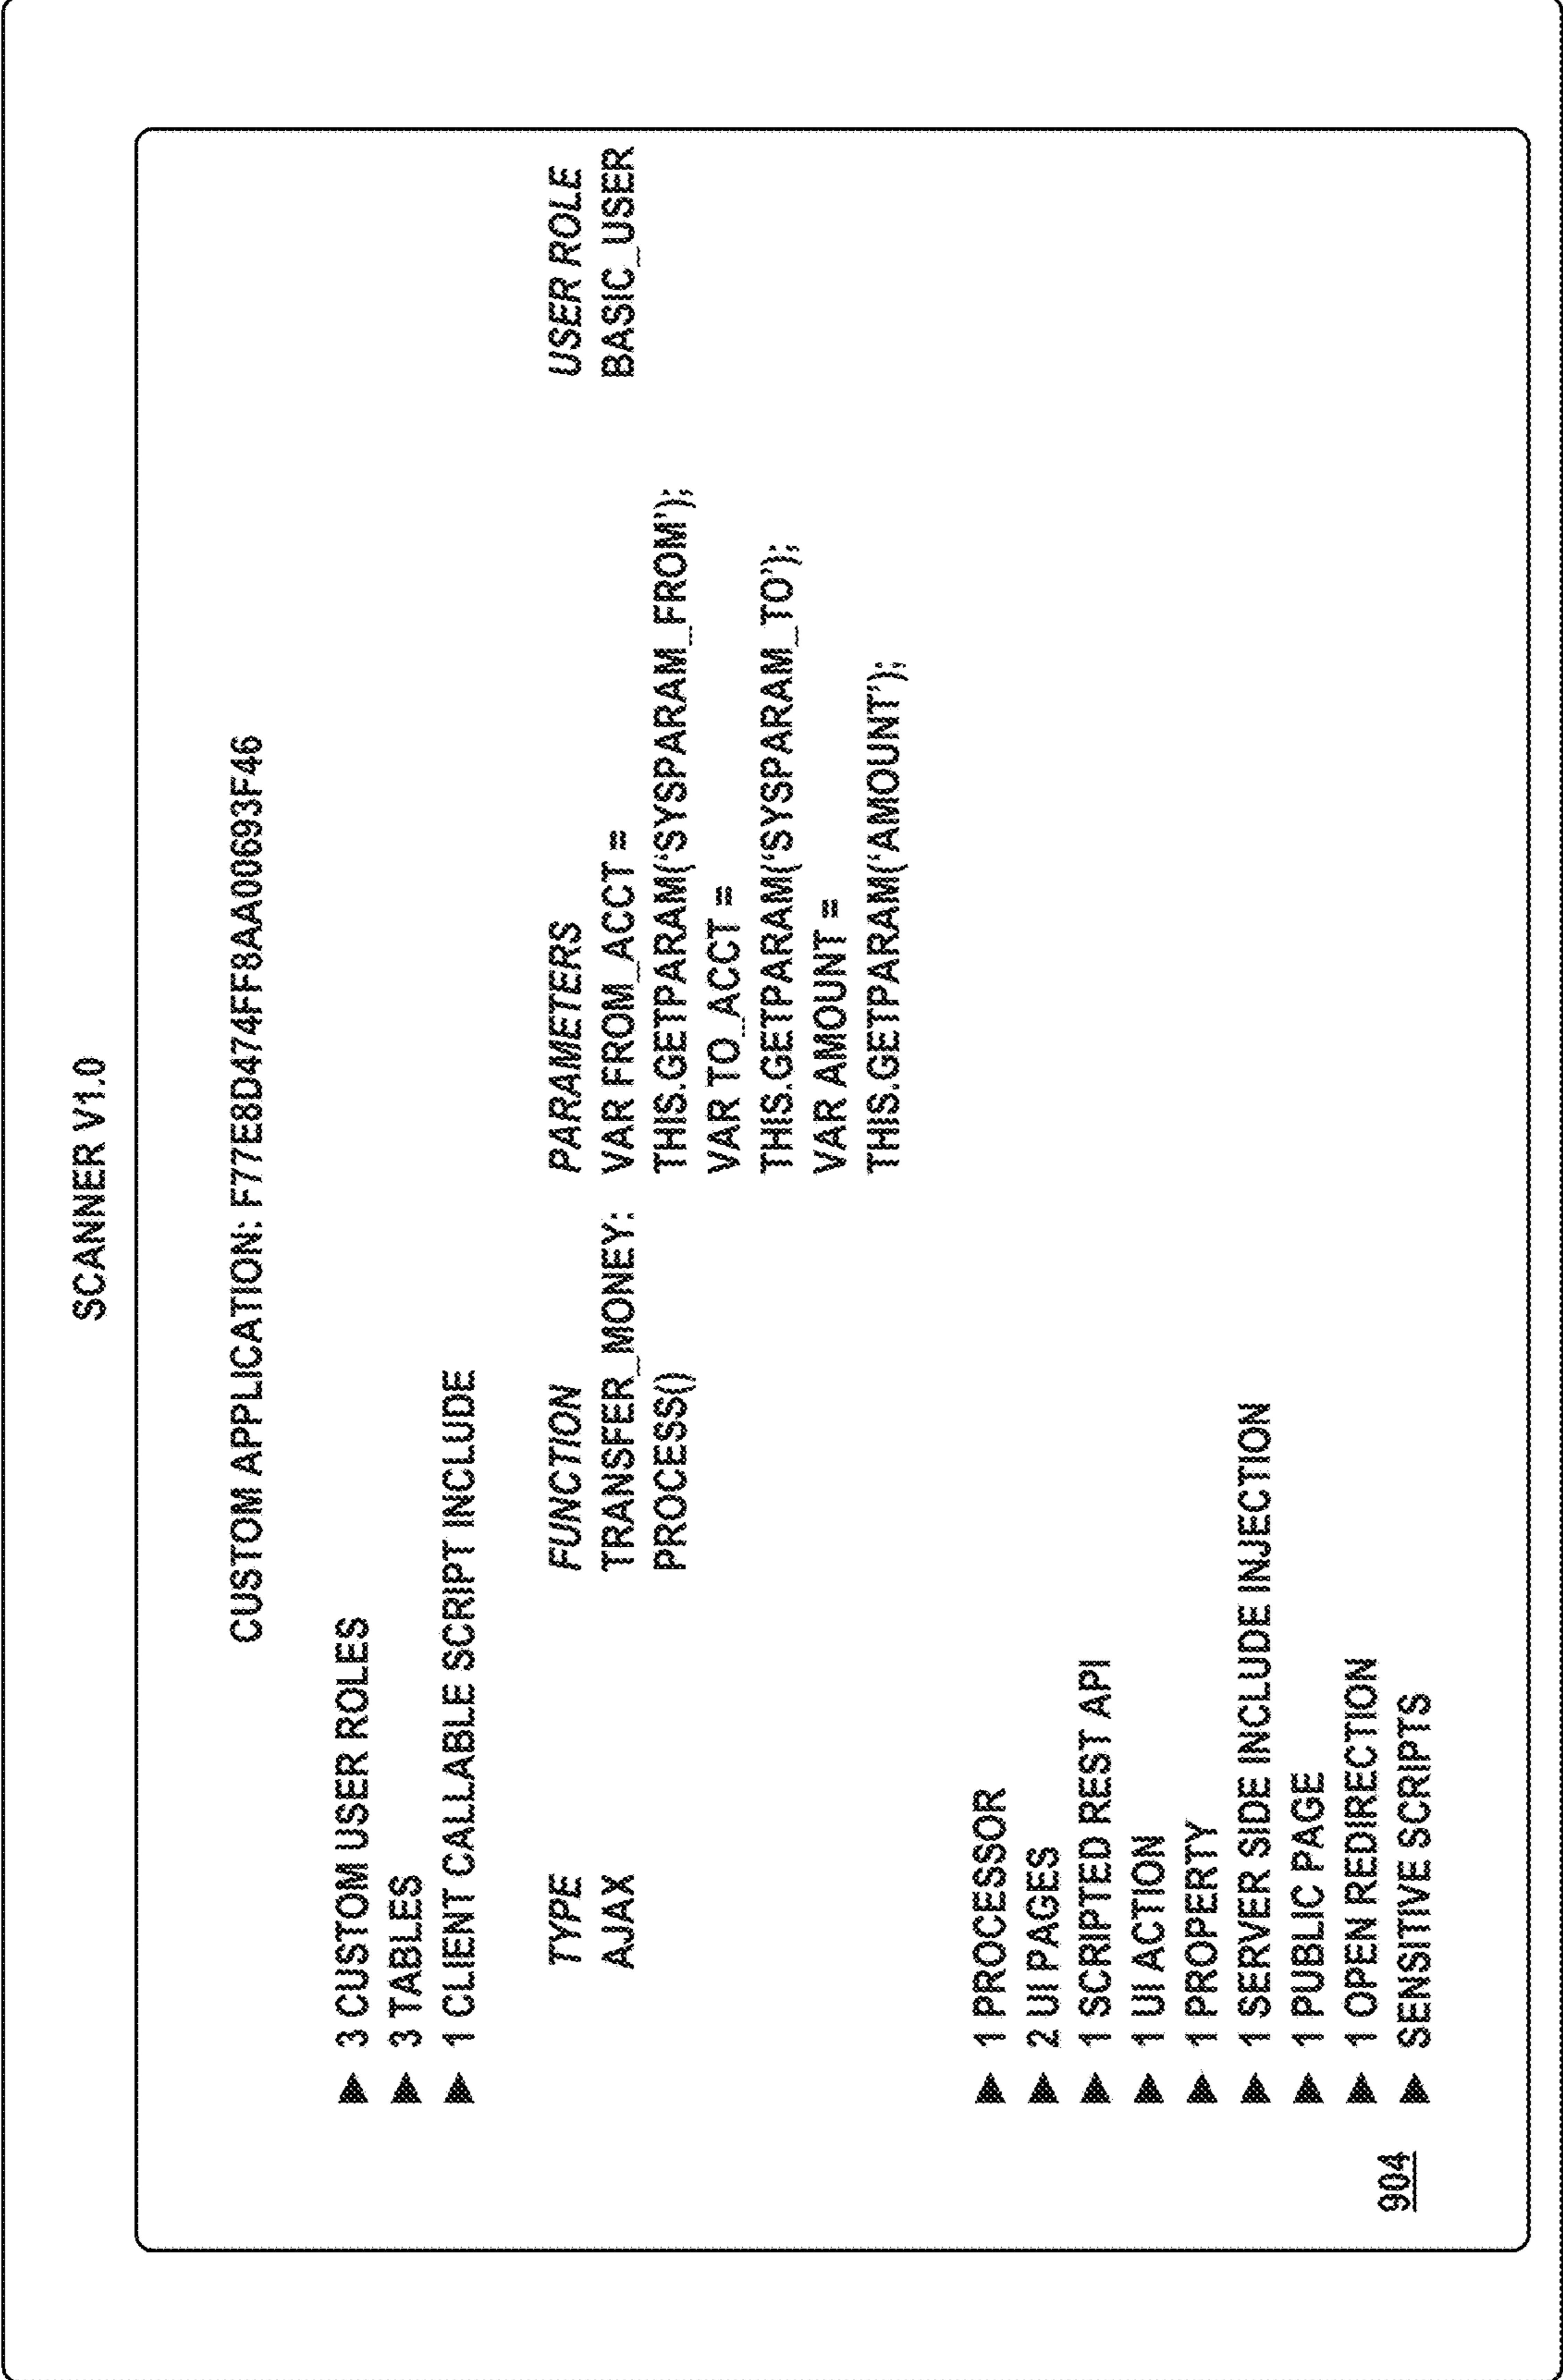 SCANNER V1.0
CUSTOM APPLICATION: F77E8D474FF8AA00693F46
▶ 3 CUSTOM USER ROLES
▶ 3 TABLES
▶ 1 CLIENT CALLABLE SCRIPT INCLUDE
TYPE FUNCTION PARAMETERS USER ROLE
AJAX TRANSFER_MONEY: VAR FROM_ACCT = BASIC_USER
PROCESS() THIS.GETPARAM('SYSPARAM_FROM');
VAR TO_ACCT =
THIS.GETPARAM('SYSPARAM_TO');
VAR AMOUNT =
THIS.GETPARAM('AMOUNT');
▶ 1 PROCESSOR
▶ 2 UI PAGES
▶ 1 SCRIPTED REST API
▶ 1 UI ACTION
▶ 1 PROPERTY
▶ 1 SERVER SIDE INCLUDE INJECTION
▶ 1 PUBLIC PAGE
▶ 1 OPEN REDIRECTION
▶ SENSITIVE SCRIPTS
904